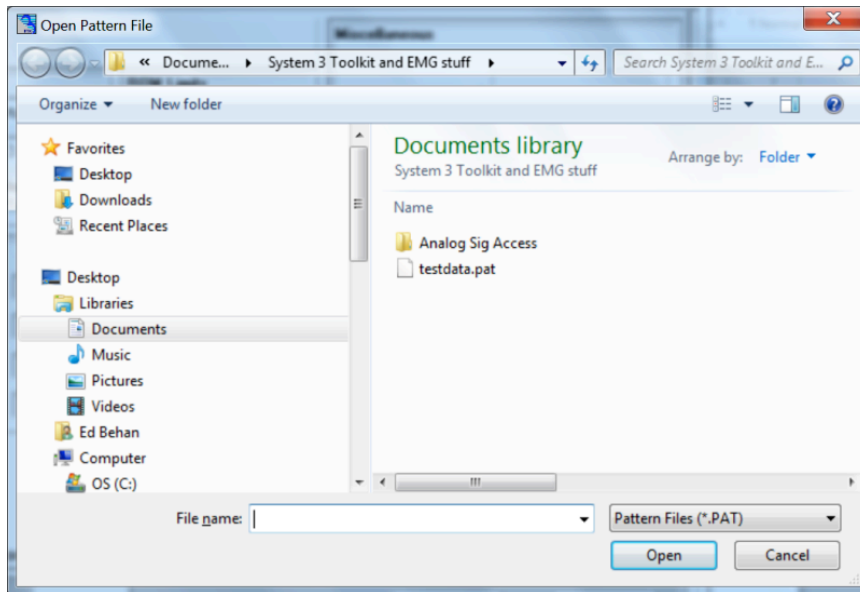 Open Pattern File
Miscellaneous
« Docume... ▸ System 3 Toolkit and EMG stuff ▸
Search System 3 Toolkit and E...
Organize ▾ New folder
Favorites
Desktop
Downloads
Recent Places
Desktop
Libraries
Documents
Music
Pictures
Videos
Ed Behan
Computer
OS (C:)
Documents library
System 3 Toolkit and EMG stuff
Arrange by: Folder ▾
Name
Analog Sig Access
testdata.pat
File name:
Pattern Files (*.PAT)
Open Cancel